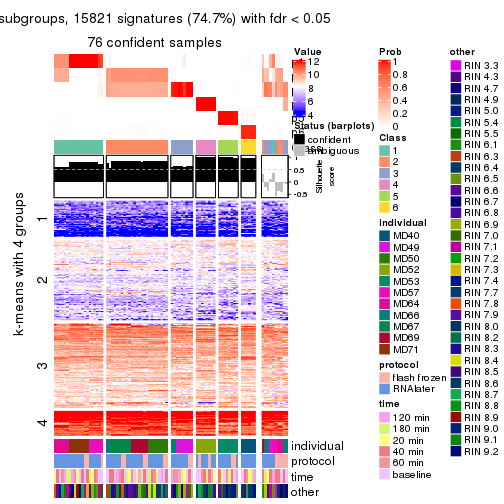 subgroups, 15821 signatures (74.7%) with fdr < 0.05
76 confident samples
k-means with 4 groups
1
2
3
4
individual
protocol
time
other
1
0.5
0
-0.5
Silhouette
score
Value
12
10
8
6
4
Status (barplots)
confident
ambiguous
individual
MD40
MD49
MD50
MD52
MD53
MD57
MD64
MD66
MD67
MD69
MD71
Prob
1
0.8
0.6
0.4
0.2
0
Class
1
2
3
4
5
6
protocol
flash frozen
RNAlater
time
120 min
180 min
20 min
40 min
60 min
baseline
other
RIN 3.3
RIN 4.3
RIN 4.7
RIN 4.9
RIN 5.0
RIN 5.4
RIN 5.5
RIN 6.1
RIN 6.3
RIN 6.4
RIN 6.5
RIN 6.6
RIN 6.7
RIN 6.8
RIN 6.9
RIN 7.0
RIN 7.1
RIN 7.2
RIN 7.3
RIN 7.4
RIN 7.7
RIN 7.8
RIN 7.9
RIN 8.0
RIN 8.2
RIN 8.3
RIN 8.4
RIN 8.5
RIN 8.6
RIN 8.7
RIN 8.8
RIN 8.9
RIN 9.0
RIN 9.1
RIN 9.2